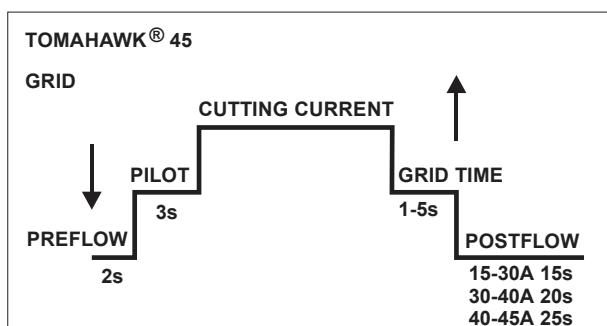 TOMAHAWK® 45
GRID
CUTTING CURRENT
PILOT
GRID TIME
3s
1-5s
PREFLOW
POSTFLOW
2s
15-30A 15s
30-40A 20s
40-45A 25s